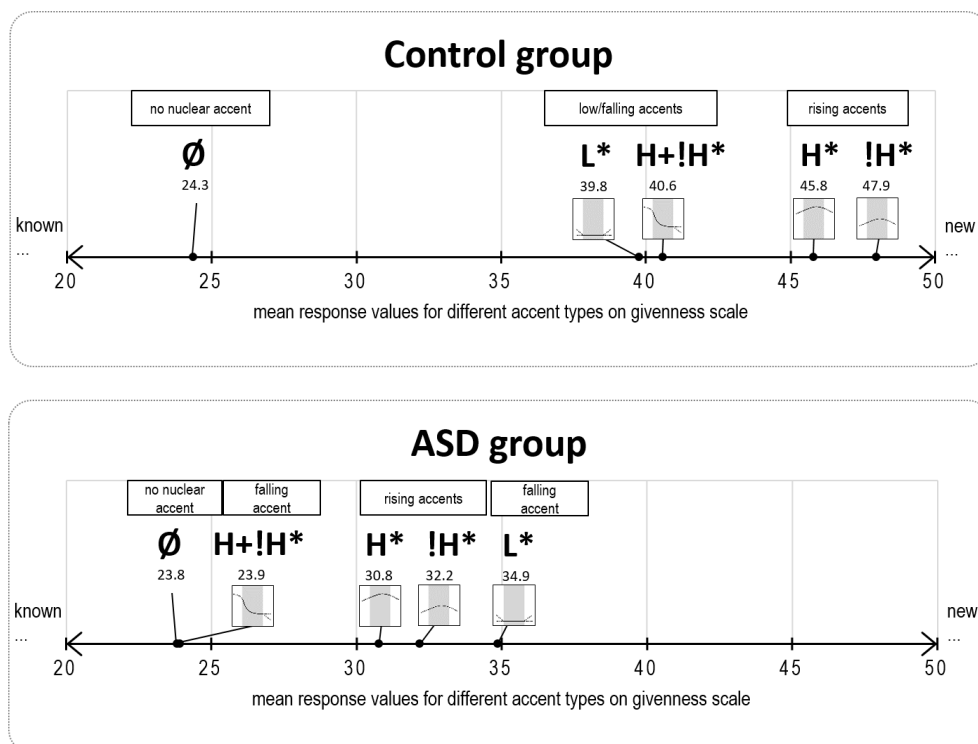 Control group
no nuclear accent
low/falling accents
rising accents
Ø
L*
H+!H*
H*
!H*
24.3
39.8
40.6
45.8
47.9
known
...
new
...
20 25 30 35 40 45 50
mean response values for different accent types on givenness scale
ASD group
no nuclear
accent
falling
accent
rising accents
falling
accent
Ø
H+!H*
H*
!H*
L*
23.8
23.9
30.8
32.2
34.9
known
...
new
...
20 25 30 35 40 45 50
mean response values for different accent types on givenness scale